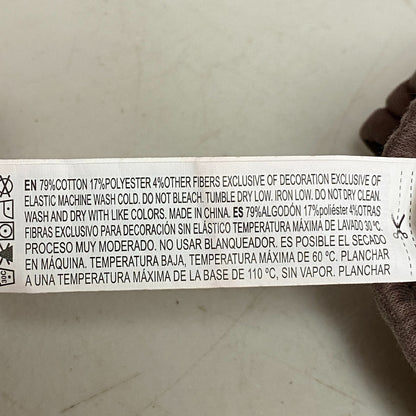 EN 79%COTTON 17%POLYESTER 4%OTHER FIBERS EXCLUSIVE OF DECORATION EXCLUSIVE OF
ELASTIC MACHINE WASH COLD. DO NOT BLEACH. TUMBLE DRY LOW. IRON LOW. DO NOT DRY CLEAN.
WASH AND DRY WITH LIKE COLORS. MADE IN CHINA. ES 79%ALGODÓN 17%poliéster 4%OTRAS
FIBRAS EXCLUSIVO PARA DECORACIÓN SIN ELÁSTICO TEMPERATURA MÁXIMA DE LAVADO 30 ºC.
PROCESO MUY MODERADO. NO USAR BLANQUEADOR. ES POSIBLE EL SECADO
EN MÁQUINA. TEMPERATURA BAJA, TEMPERATURA MÁXIMA DE 60 ºC. PLANCHAR
A UNA TEMPERATURA MÁXIMA DE LA BASE DE 110 ºC, SIN VAPOR. PLANCHAR
30C